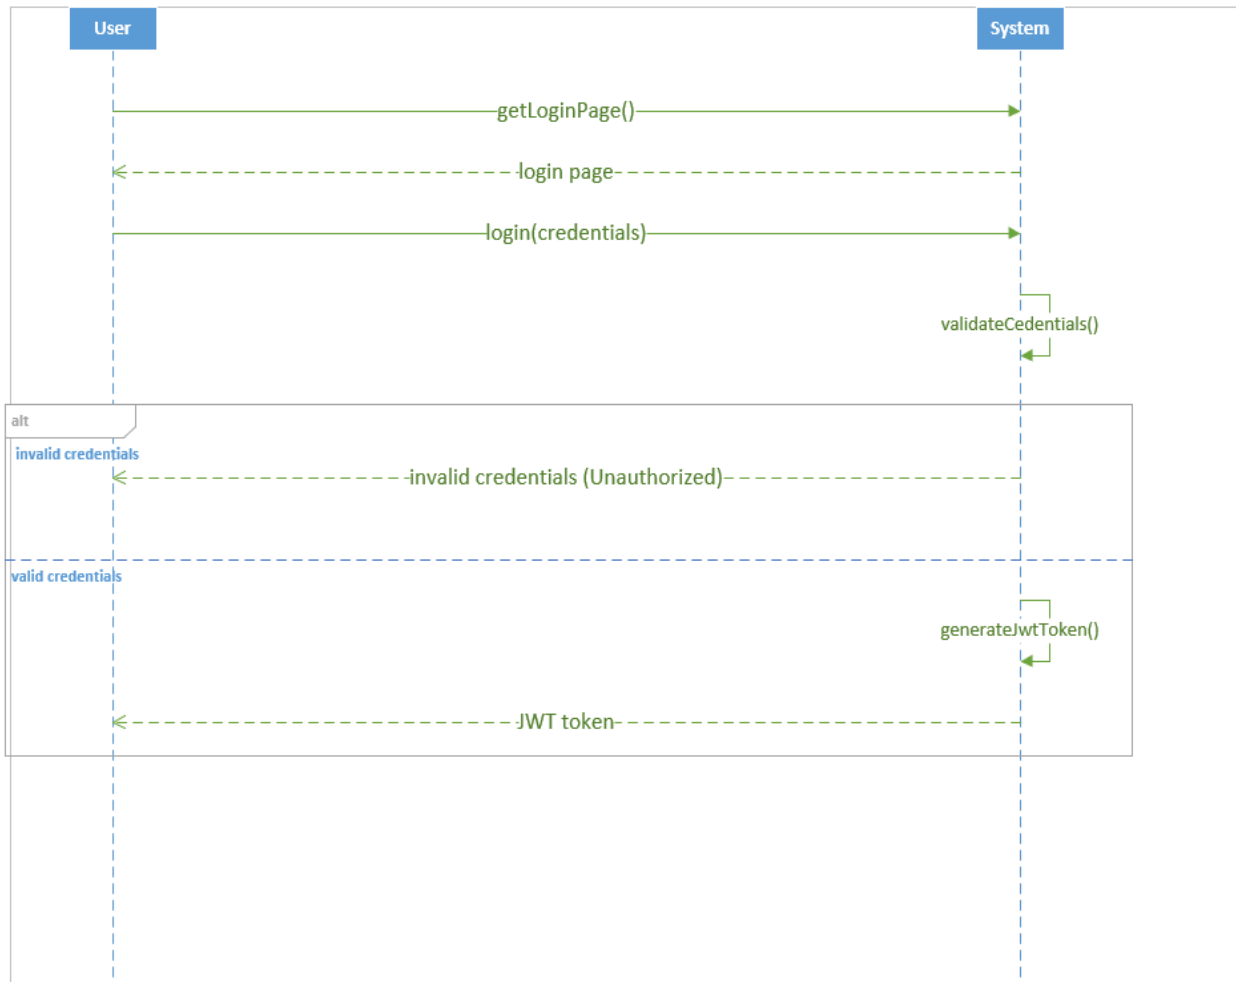 User
System
getLoginPage()
login page
login(credentials)
validateCedentials()
alt
invalid credentials
invalid credentials (Unauthorized)
valid credentials
generateJwtToken()
JWT token